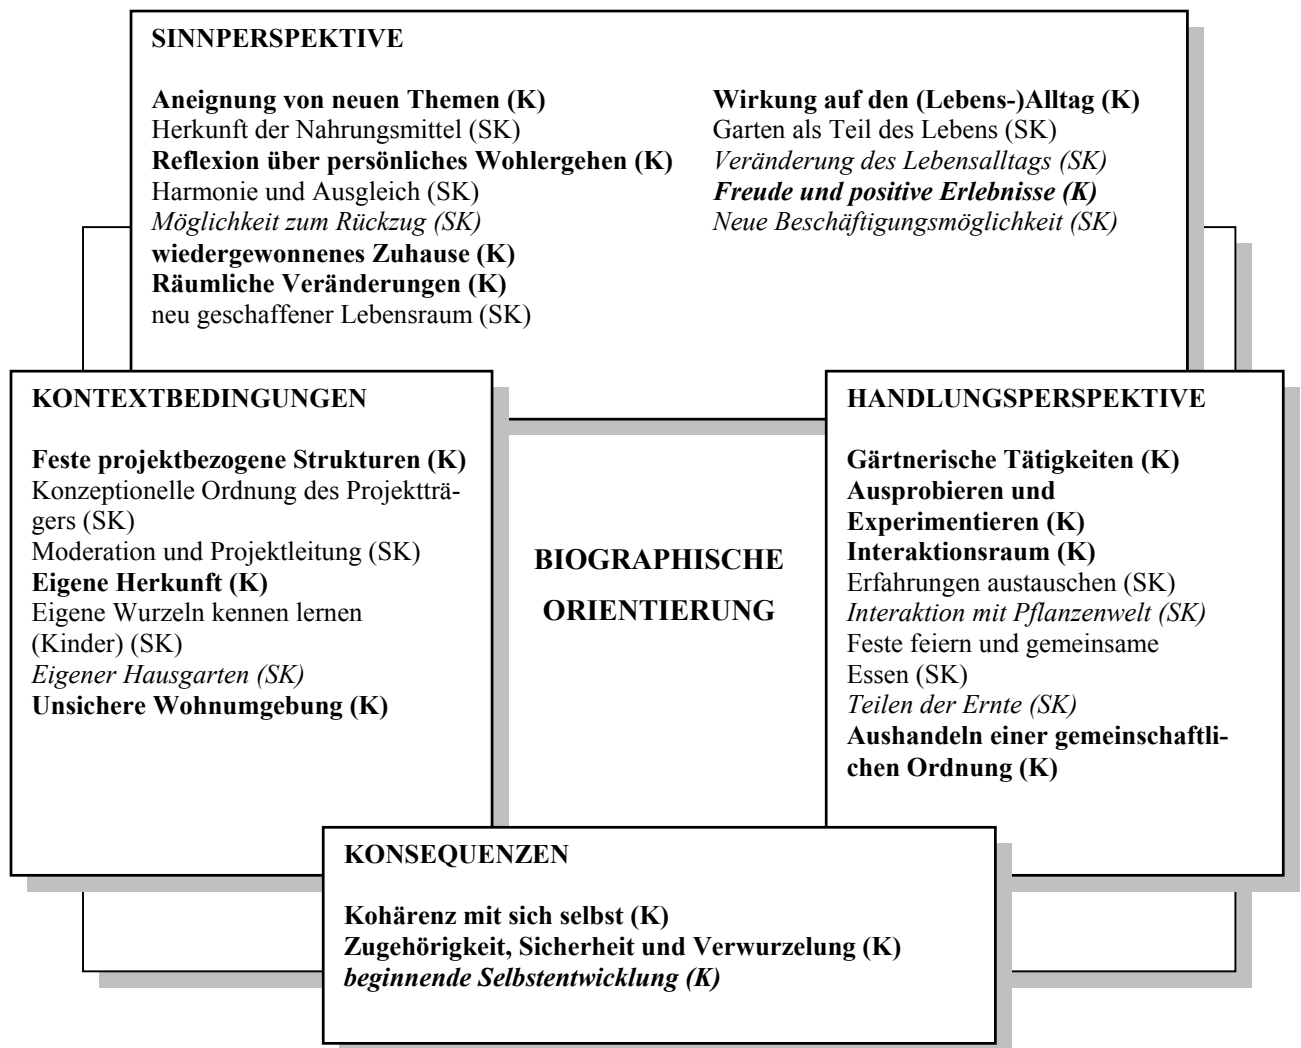 SINNPERSPEKTIVE
Aneignung von neuen Themen (K)
Herkunft der Nahrungsmittel (SK)
Reflexion über persönliches Wohlergehen (K)
Harmonie und Ausgleich (SK)
Möglichkeit zum Rückzug (SK)
wiedergewonnenes Zuhause (K)
Räumliche Veränderungen (K)
neu geschaffener Lebensraum (SK)
Wirkung auf den (Lebens-)Alltag (K)
Garten als Teil des Lebens (SK)
Veränderung des Lebensalltags (SK)
Freude und positive Erlebnisse (K)
Neue Beschäftigungsmöglichkeit (SK)
KONTEXTBEDINGUNGEN
Feste projektbezogene Strukturen (K)
Konzeptionelle Ordnung des Projektträ-
gers (SK)
Moderation und Projektleitung (SK)
Eigene Herkunft (K)
Eigene Wurzeln kennen lernen
(Kinder) (SK)
Eigener Hausgarten (SK)
Unsichere Wohnumgebung (K)
BIOGRAPHISCHE
ORIENTIERUNG
HANDLUNGSPERSPEKTIVE
Gärtnerische Tätigkeiten (K)
Ausprobieren und
Experimentieren (K)
Interaktionsraum (K)
Erfahrungen austauschen (SK)
Interaktion mit Pflanzenwelt (SK)
Feste feiern und gemeinsame
Essen (SK)
Teilen der Ernte (SK)
Aushandeln einer gemeinschaftli-
chen Ordnung (K)
KONSEQUENZEN
Kohärenz mit sich selbst (K)
Zugehörigkeit, Sicherheit und Verwurzelung (K)
beginnende Selbstentwicklung (K)